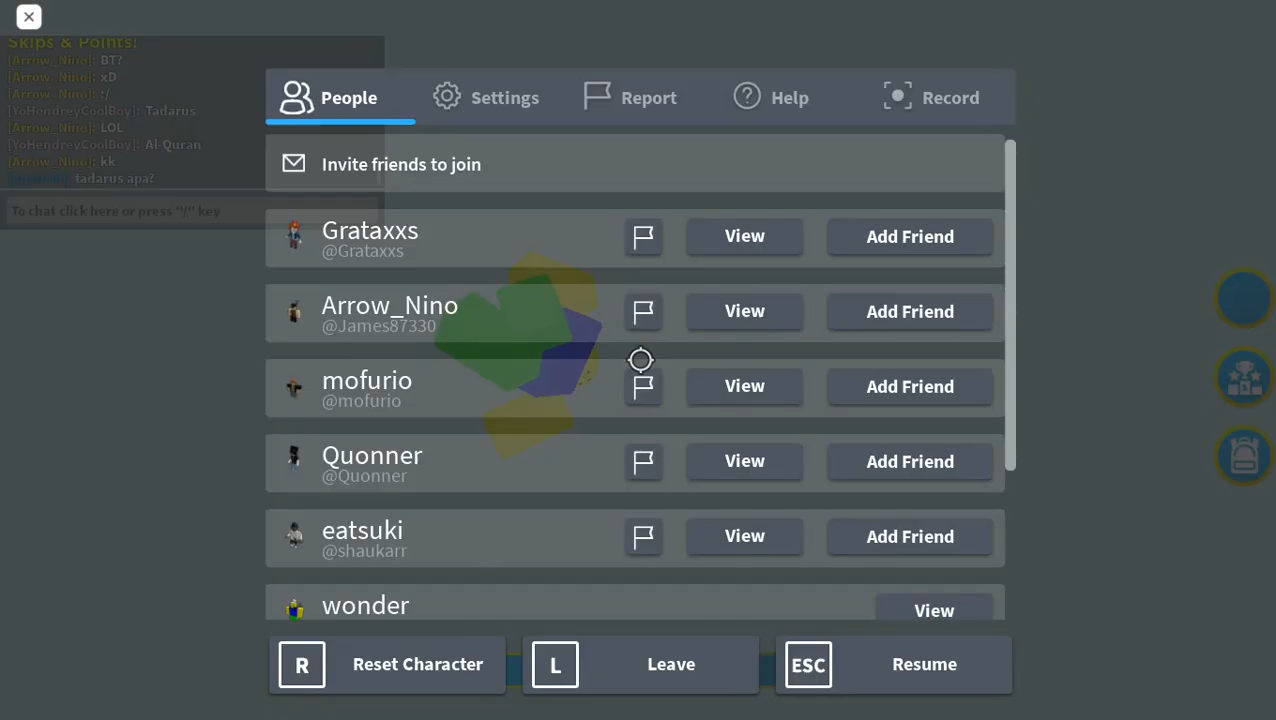 Skips & Points!
[Arrow_Nino]: BT?
[Arrow_Nino]: xD
[Arrow_Nino]: :/
[YoHendreyCoolBoy]: Tadarus
[Arrow_Nino]: LOL
[YoHendreyCoolBoy]: Al-Quran
[Arrow_Nino]: kk
tadarus apa?
To chat click here or press "/" key
People Settings Report Help Record
Invite friends to join
Grataxxs
@Grataxxs
View Add Friend
Arrow_Nino
@James87330
View Add Friend
mofurio
@mofurio
View Add Friend
Quonner
@Quonner
View Add Friend
eatsuki
@shaukarr
View Add Friend
wonder
View
R Reset Character L Leave ESC Resume